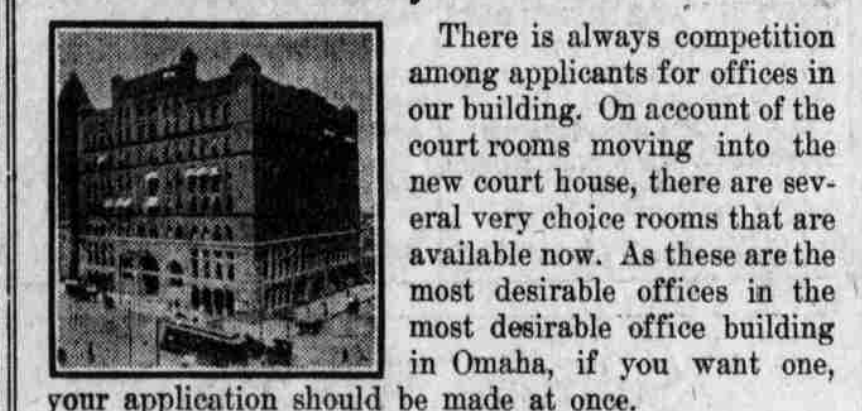 There is always competition
among applicants for offices in
our building. On account of the
court rooms moving into the
new court house, there are sev-
eral very choice rooms that are
available now. As these are the
most desirable offices in the
most desirable office building
in Omaha, if you want one,
your application should be made at once.